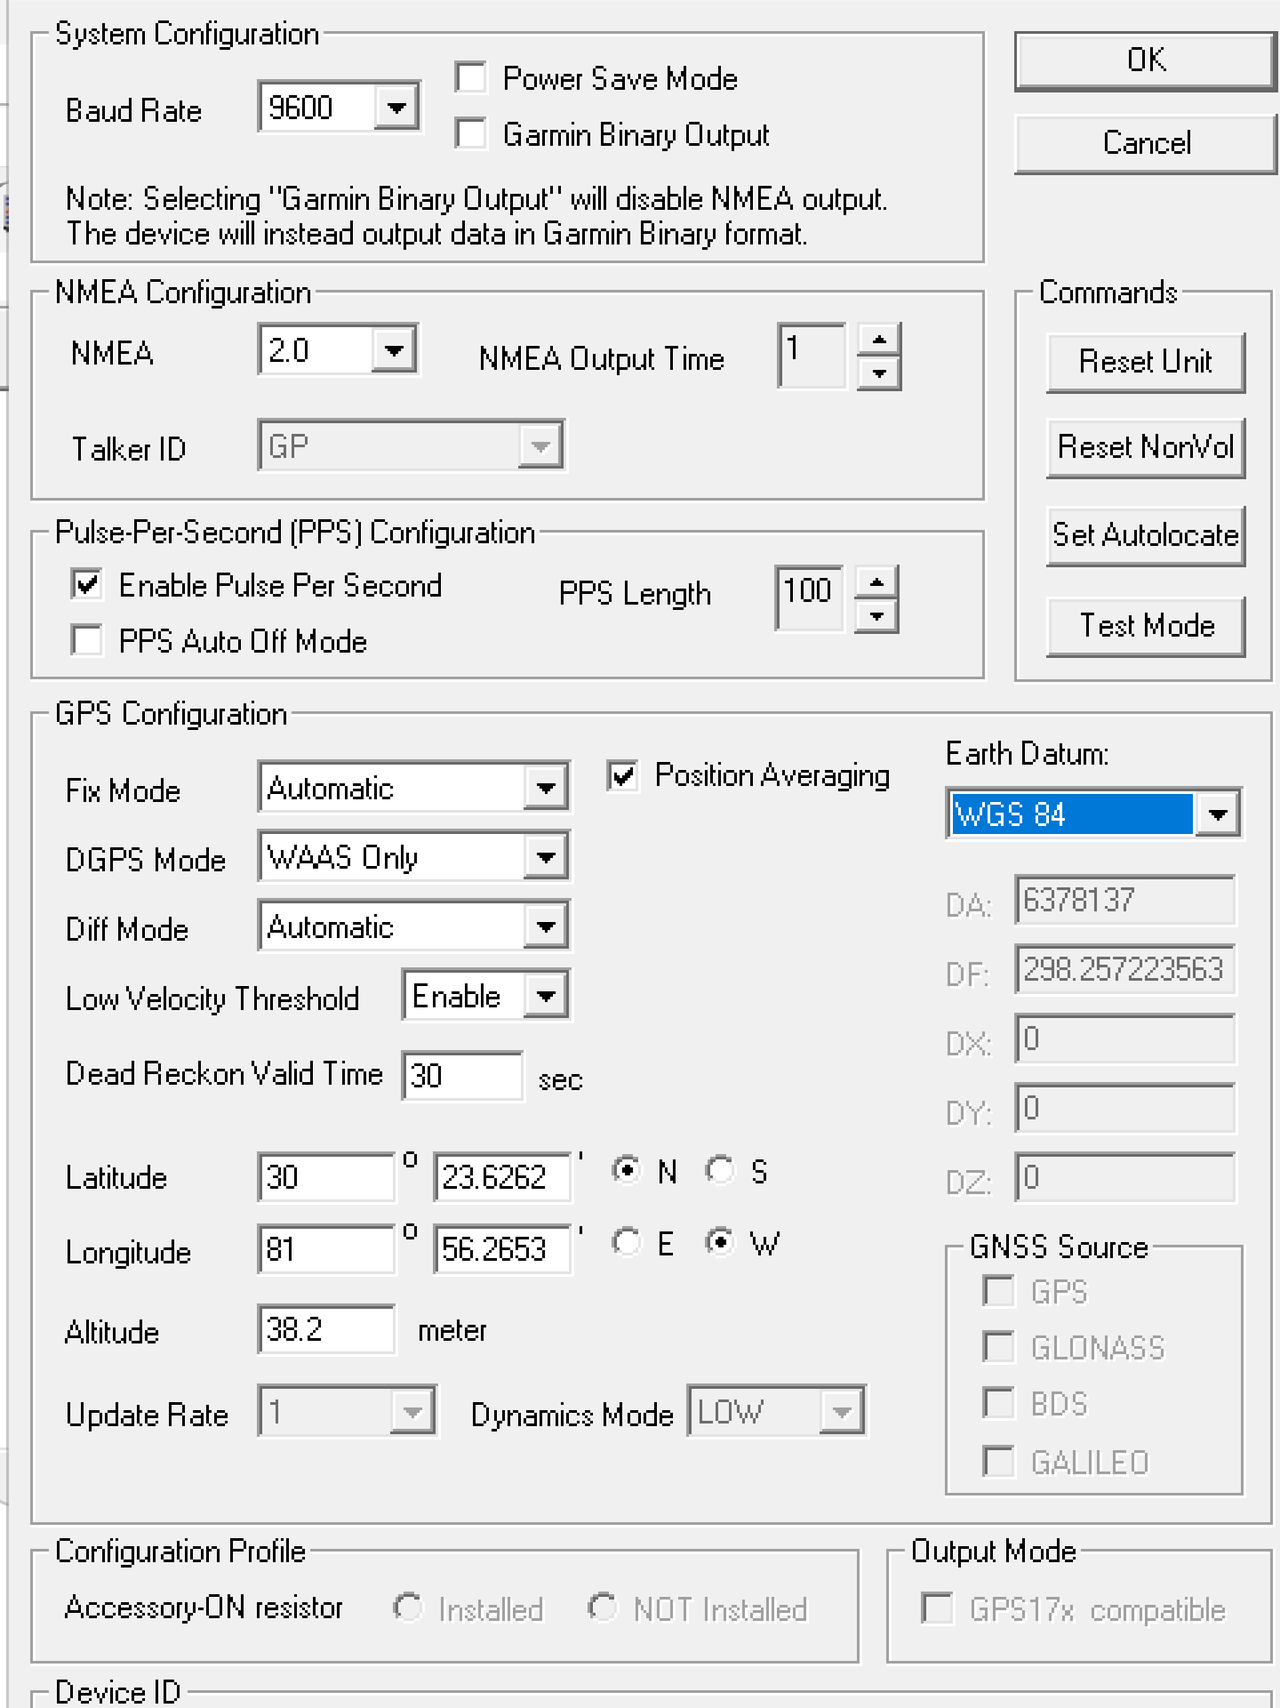 System Configuration
OK
Baud Rate 9600 Power Save Mode
Garmin Binary Output
Cancel
Note: Selecting "Garmin Binary Output" will disable NMEA output.
The device will instead output data in Garmin Binary format.
NMEA Configuration
NMEA 2.0 NMEA Output Time 1
Talker ID GP
Commands
Reset Unit
Reset NonVol
Set Autolocate
Test Mode
Pulse-Per-Second (PPS) Configuration
Enable Pulse Per Second PPS Length 100
PPS Auto Off Mode
GPS Configuration
Fix Mode Automatic Position Averaging
DGPS Mode WAAS Only
Diff Mode Automatic
Low Velocity Threshold Enable
Dead Reckon Valid Time 30 sec
Latitude 30 º 23.6262 ' N S
Longitude 81 º 56.2653 ' E W
Altitude 38.2 meter
Update Rate 1 Dynamics Mode LOW
Earth Datum:
WGS 84
DA: 6378137
DF: 298.257223563
DX: 0
DY: 0
DZ: 0
GNSS Source
GPS
GLONASS
BDS
GALILEO
Configuration Profile
Accessory-ON resistor Installed NOT Installed
Output Mode
GPS17x compatible
Device ID